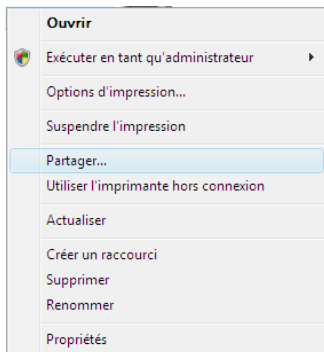 Ouvrir
Exécuter en tant qu'administrateur
Options d'impression...
Suspendre l'impression
Partager...
Utiliser l'imprimante hors connexion
Actualiser
Créer un raccourci
Supprimer
Renommer
Propriétés